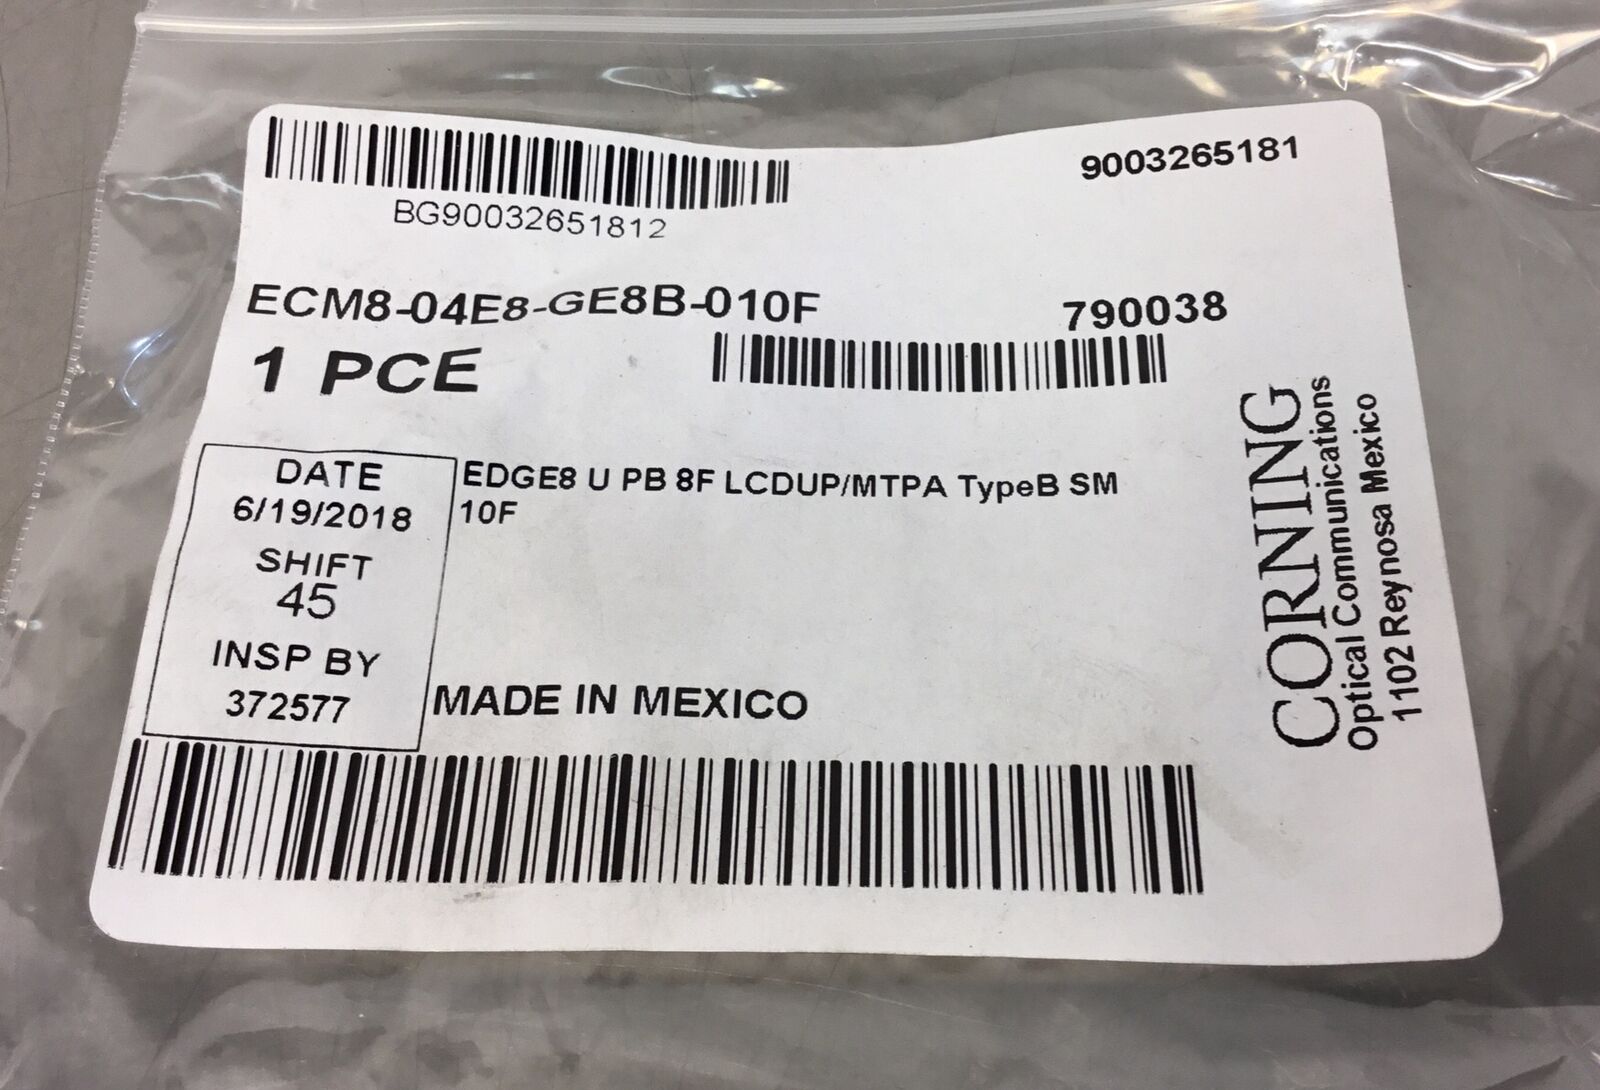 BG90032651812
9003265181
ECM8-04E8-GE8B-010F
790038
1 PCE
DATE
6/19/2018
SHIFT
45
INSP BY
372577
EDGE8 U PB 8F LCDUP/MTPA TypeB SM
10F
MADE IN MEXICO
CORNING
Optical Communications
1102 Reynosa Mexico